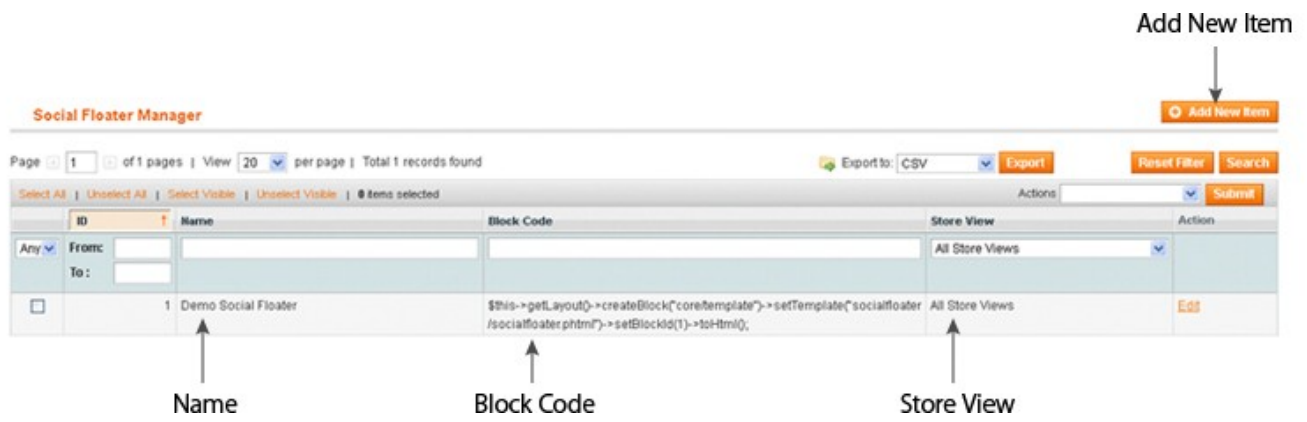 Add New Item
Social Floater Manager
Add New Item
Page 1 of 1 pages | View 20 per page | Total 1 records found Export to: CSV Export Reset Filter Search
Select All | Unselect All | Select Visible | Unselect Visible | 0 items selected Actions Submit
ID Name Block Code Store View Action
Any From: All Store Views
To :
1 Demo Social Floater $this->getLayout()->createBlock("core/template")->setTemplate("socialfloater All Store Views Edit
/socialfloater.phtml")->setBlockId(1)->toHtml();
Name Block Code Store View